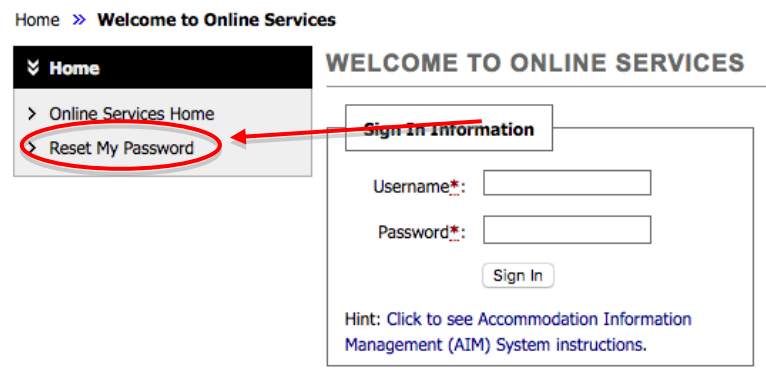 Home » Welcome to Online Services
Home
Online Services Home
Reset My Password
WELCOME TO ONLINE SERVICES
Sign In Information
Username*:
Password*:
Sign In
Hint: Click to see Accommodation Information
Management (AIM) System instructions.